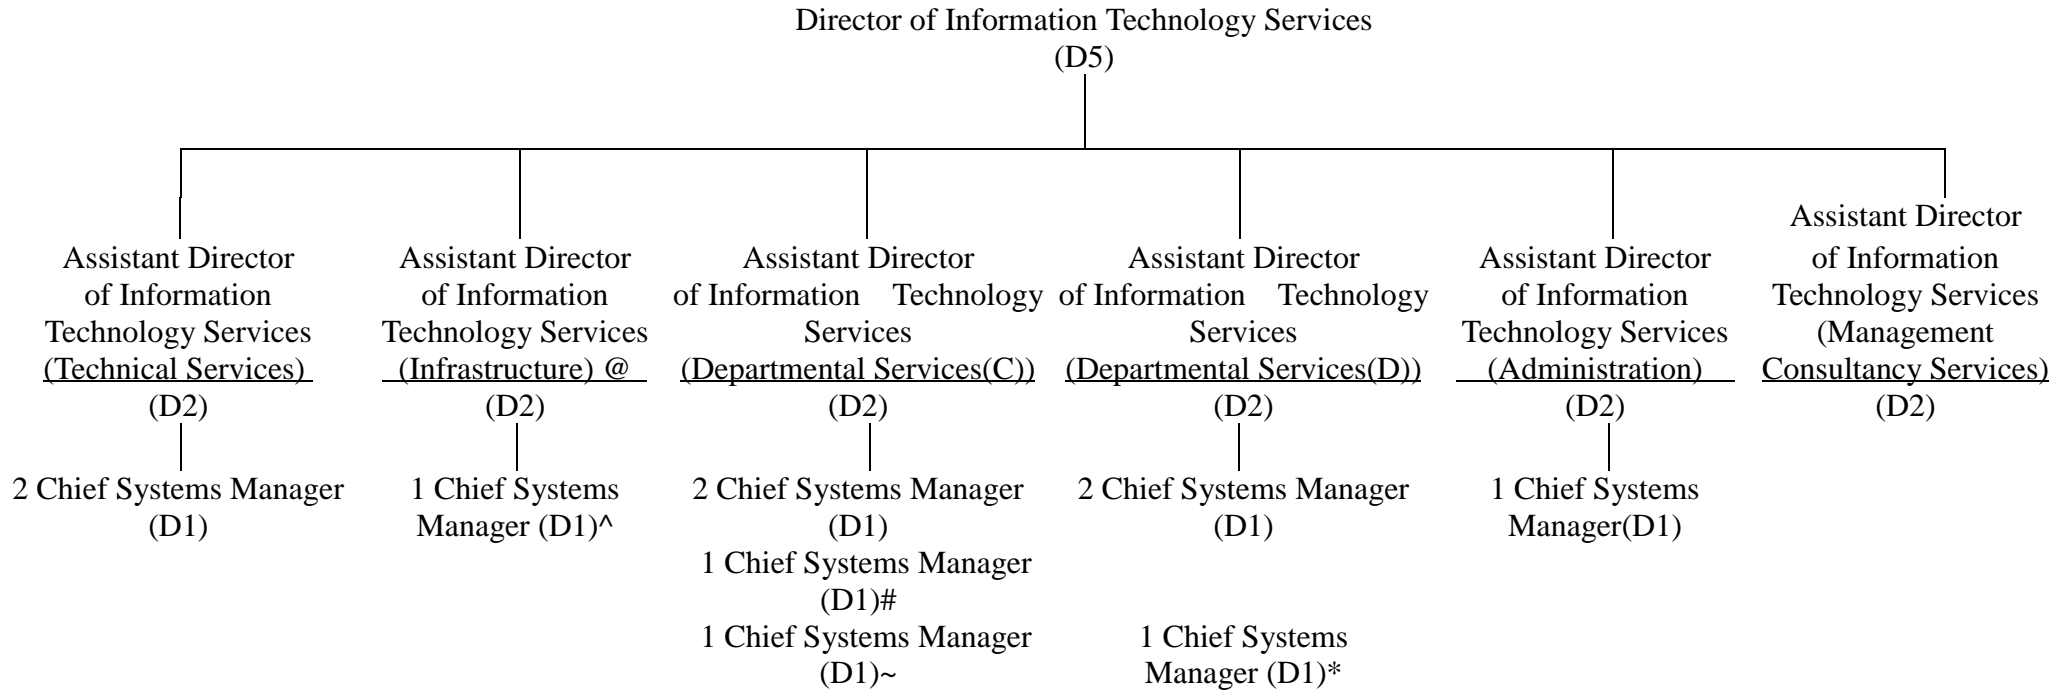 Director of Information Technology Services
(D5)
Assistant Director
of Information
Technology Services
(Technical Services)
(D2)
2 Chief Systems Manager
(D1)
Assistant Director
of Information
Technology Services
(Infrastructure) @
(D2)
1 Chief Systems
Manager (D1)^
Assistant Director
of Information Technology
Services
(Departmental Services(C))
(D2)
2 Chief Systems Manager
(D1)
1 Chief Systems Manager
(D1)#
1 Chief Systems Manager
(D1)~
Assistant Director
of Information Technology
Services
(Departmental Services(D))
(D2)
2 Chief Systems Manager
(D1)
1 Chief Systems
Manager (D1)*
Assistant Director
of Information
Technology Services
(Administration)
(D2)
1 Chief Systems
Manager(D1)
Assistant Director
of Information
Technology Services
(Management
Consultancy Services)
(D2)